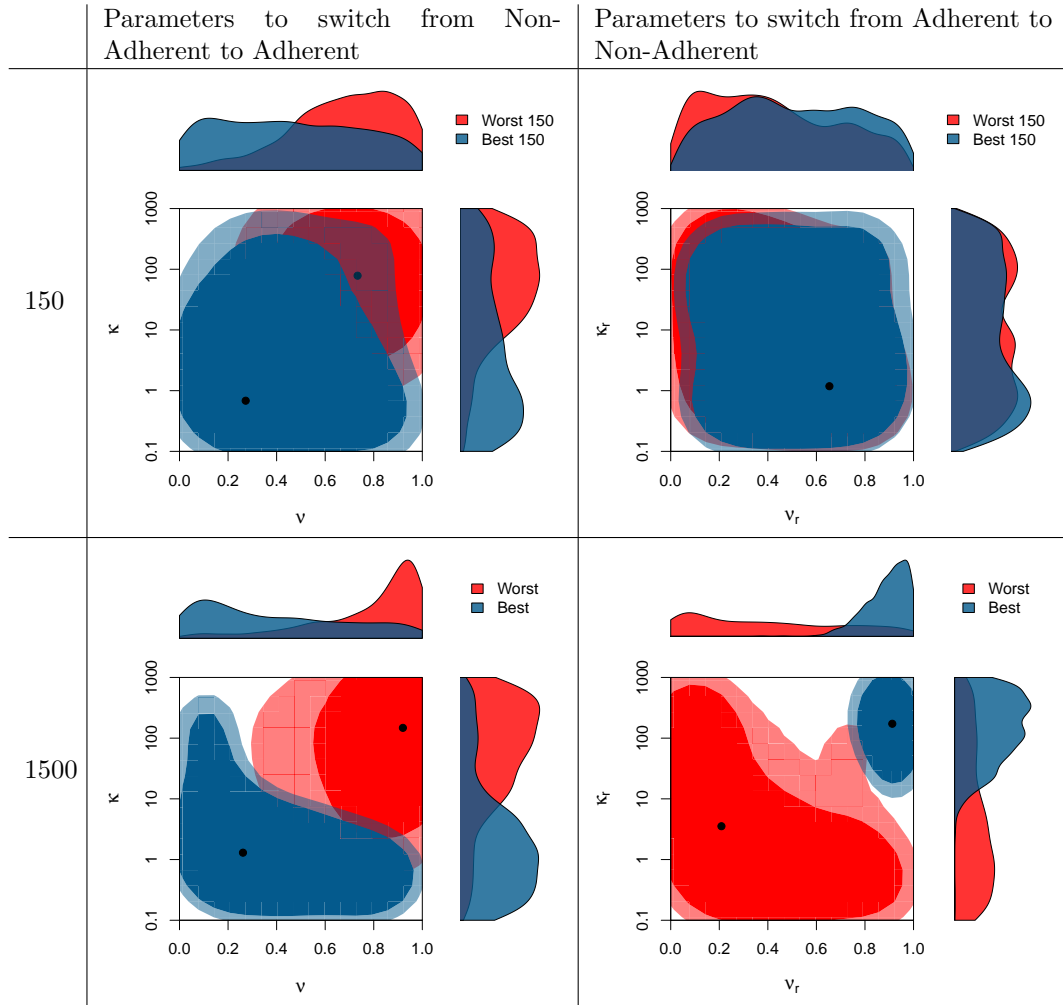 Parameters to switch from Non-
Adherent to Adherent
Parameters to switch from Adherent to
Non-Adherent
150
Worst 150
Best 150
κ
0.1 1 10 100 1000
0.0 0.2 0.4 0.6 0.8 1.0
ν
Worst 150
Best 150
κr
0.1 1 10 100 1000
0.0 0.2 0.4 0.6 0.8 1.0
νr
1500
Worst
Best
κ
0.1 1 10 100 1000
0.0 0.2 0.4 0.6 0.8 1.0
ν
Worst
Best
κr
0.1 1 10 100 1000
0.0 0.2 0.4 0.6 0.8 1.0
νr